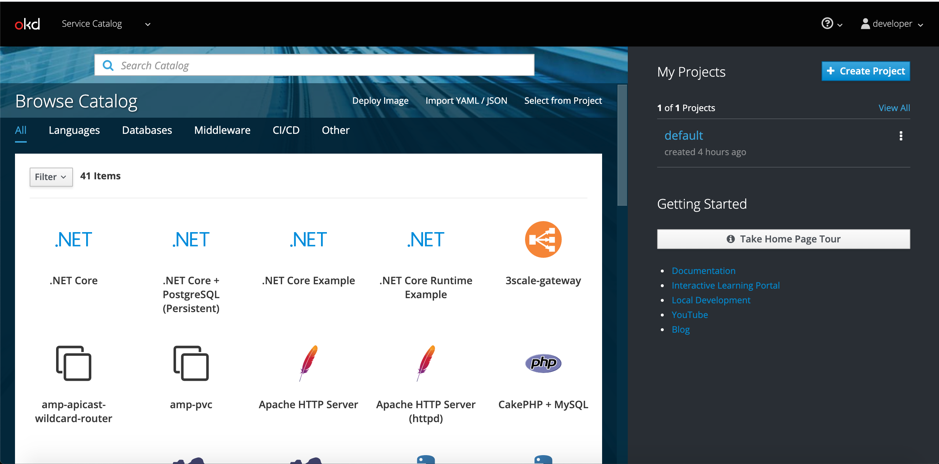 okd
Service Catalog
developer
Search Catalog
Browse Catalog
Deploy Image
Import YAML / JSON
Select from Project
All
Languages
Databases
Middleware
CI/CD
Other
Filter
41 Items
.NET
.NET
.NET
.NET
.NET Core
.NET Core +
PostgreSQL
(Persistent)
.NET Core Example
.NET Core Runtime
Example
3scale-gateway
php
amp-apicast-
wildcard-router
amp-pvc
Apache HTTP Server
Apache HTTP Server
(httpd)
CakePHP + MySQL
My Projects
+ Create Project
1 of 1 Projects
View All
default
created 4 hours ago
Getting Started
Take Home Page Tour
Documentation
Interactive Learning Portal
Local Development
YouTube
Blog